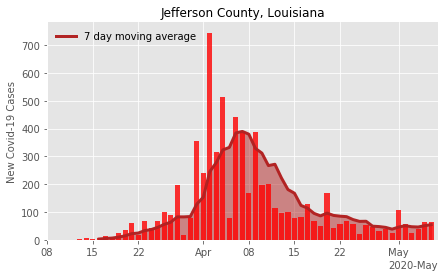 Jefferson County, Louisiana
7 day moving average
New Covid-19 Cases
700
600
500
400
300
200
100
0
08 15 22 Apr 08 15 22 May
2020-May